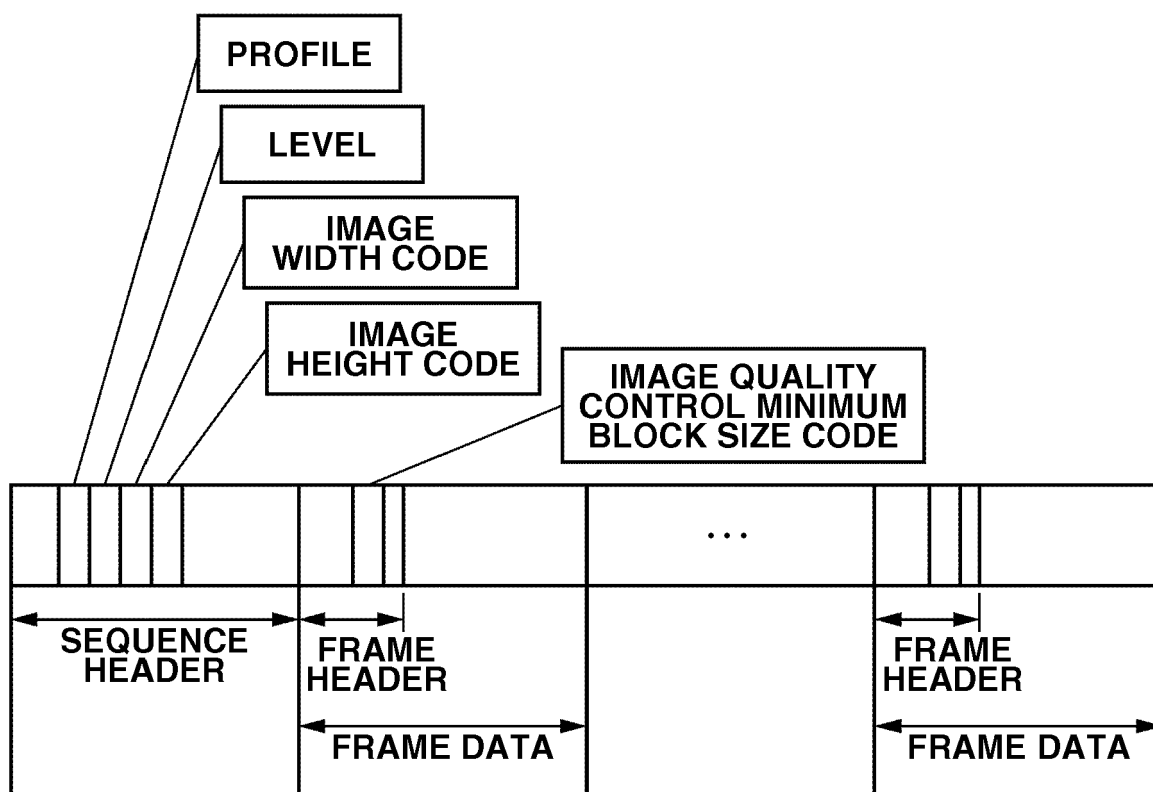 PROFILE
LEVEL
IMAGE
WIDTH CODE
IMAGE
HEIGHT CODE
IMAGE QUALITY
CONTROL MINIMUM
BLOCK SIZE CODE
...
SEQUENCE
HEADER
FRAME
HEADER
FRAME DATA
FRAME
HEADER
FRAME DATA